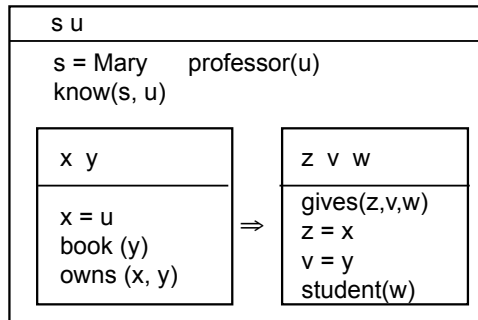 s u
s = Mary professor(u)
know(s, u)
x y
x = u
book (y)
owns (x, y)
⇒
z v w
gives(z,v,w)
z = x
v = y
student(w)